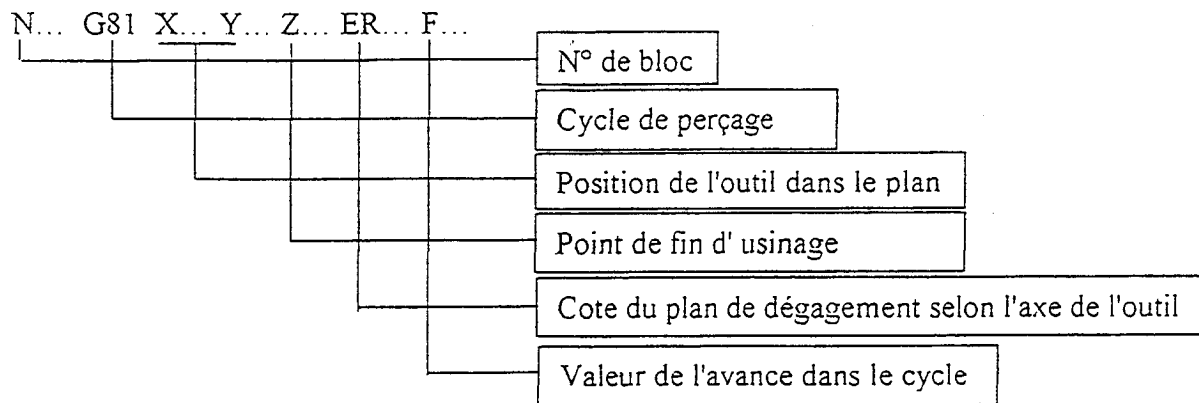 N... G81 X... Y... Z... ER... F...
N° de bloc
Cycle de perçage
Position de l'outil dans le plan
Point de fin d' usinage
Cote du plan de dégagement selon l'axe de l'outil
Valeur de l'avance dans le cycle